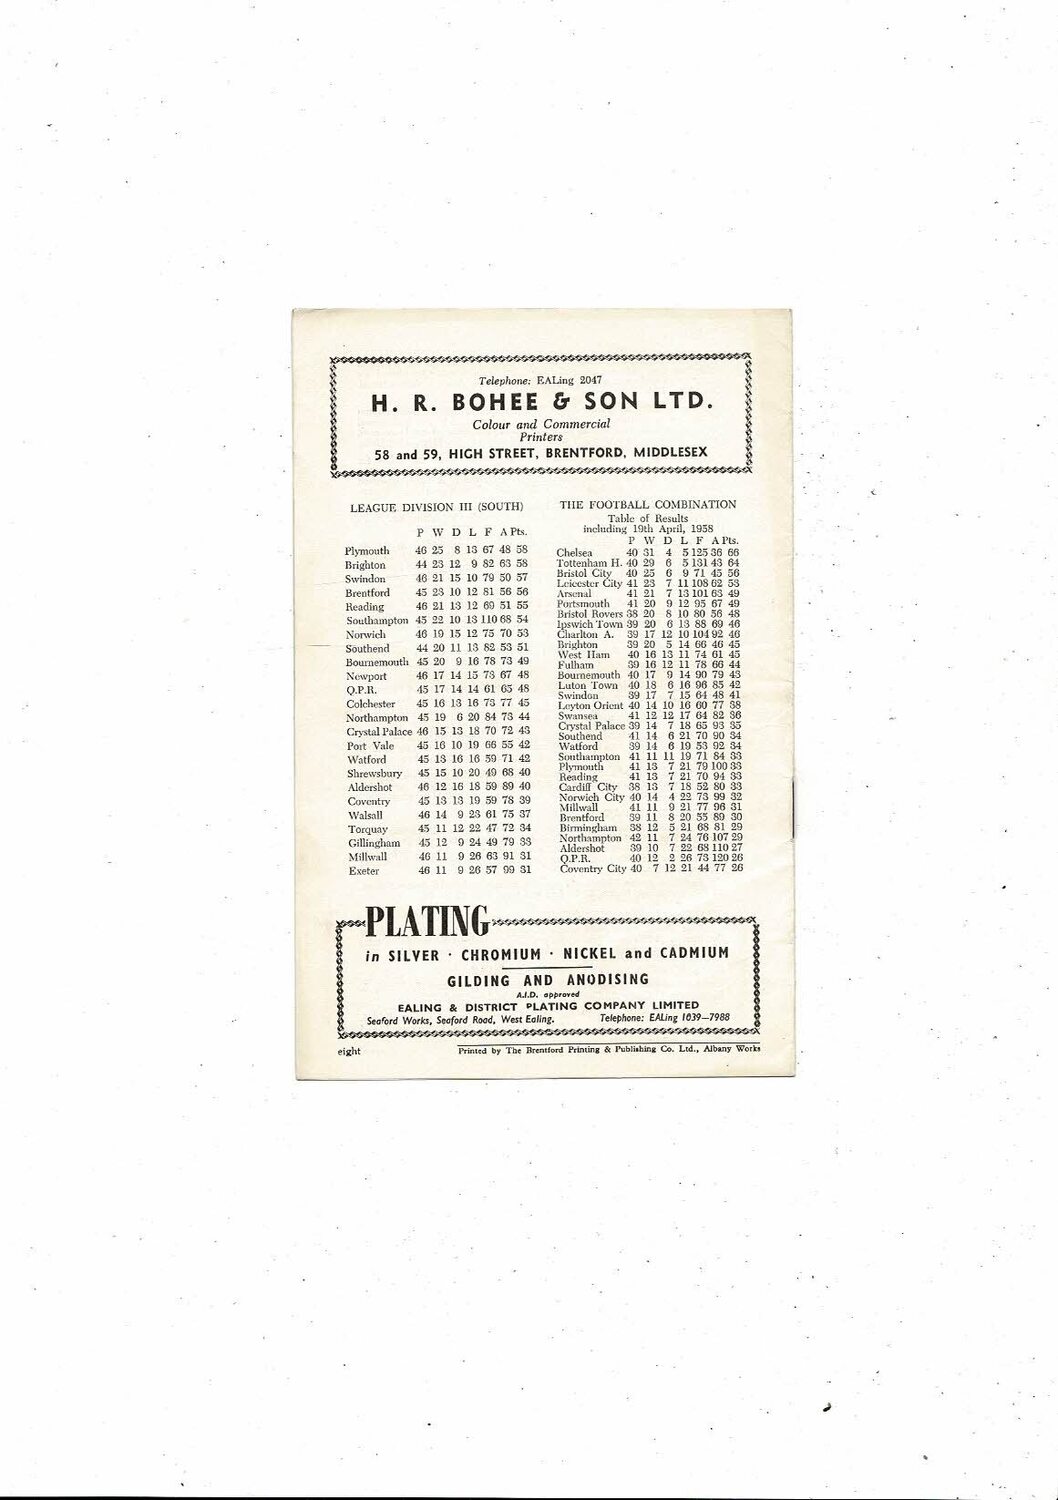 Telephone: EALing 2047
H. R. BOHEE & SON LTD.
Colour and Commercial
Printers
58 and 59, HIGH STREET, BRENTFORD, MIDDLESEX
LEAGUE DIVISION III (SOUTH)
P W D L F A Pts.
Plymouth 46 25 8 13 67 48 58
Brighton 44 23 12 9 82 63 58
Swindon 46 21 15 10 79 50 57
Brentford 45 23 10 12 81 56 56
Reading 46 21 13 12 69 51 55
Southampton 45 22 10 13 110 68 54
Norwich 46 19 15 12 75 70 53
Southend 44 20 11 13 82 53 51
Bournemouth 45 20 9 16 78 73 49
Newport 46 17 14 15 73 67 48
Q.P.R. 45 17 14 14 61 65 48
Colchester 45 16 13 16 73 77 45
Northampton 45 19 6 20 84 73 44
Crystal Palace 46 15 13 18 70 72 43
Port Vale 45 16 10 19 66 55 42
Watford 45 13 16 16 59 71 42
Shrewsbury 45 15 10 20 49 68 40
Aldershot 46 12 16 18 59 89 40
Coventry 45 13 13 19 59 78 39
Walsall 46 14 9 23 61 75 37
Torquay 45 11 12 22 47 72 34
Gillingham 45 12 9 24 49 79 33
Millwall 46 11 9 26 63 91 31
Exeter 46 11 9 26 57 99 31
THE FOOTBALL COMBINATION
Table of Results
including 19th April, 1958
P W D L F A Pts.
Chelsea 40 31 4 5 125 36 66
Tottenham H. 40 29 6 5 131 43 64
Bristol City 40 25 6 9 71 45 56
Leicester City 41 23 7 11 108 62 53
Arsenal 41 21 7 13 101 63 49
Portsmouth 41 20 9 12 95 67 49
Bristol Rovers 38 20 8 10 80 56 48
Ipswich Town 39 20 6 13 88 69 46
Charlton A. 39 17 12 10 104 92 46
Brighton 39 20 5 14 66 46 45
West Ham 40 16 13 11 74 61 45
Fulham 39 16 12 11 78 66 44
Bournemouth 40 17 9 14 90 79 43
Luton Town 40 18 6 16 96 85 42
Swindon 39 17 7 15 64 48 41
Leyton Orient 40 14 10 16 60 77 38
Swansea 41 12 12 17 64 82 36
Crystal Palace 39 14 7 18 65 93 35
Southend 41 14 6 21 70 90 34
Watford 39 14 6 19 53 92 34
Southampton 41 11 11 19 71 84 33
Plymouth 41 13 7 21 79 100 33
Reading 41 13 7 21 70 94 33
Cardiff City 38 13 7 18 52 80 33
Norwich City 40 14 4 22 73 99 32
Millwall 41 11 9 21 77 96 31
Brentford 39 11 8 20 55 89 30
Birmingham 38 12 5 21 68 81 29
Northampton 42 11 7 24 76 107 29
Aldershot 39 10 7 22 68 110 27
Q.P.R. 40 12 2 26 73 120 26
Coventry City 40 7 12 21 44 77 26
PLATING
in SILVER · CHROMIUM · NICKEL and CADMIUM
GILDING AND ANODISING
A.I.D. approved
EALING & DISTRICT PLATING COMPANY LIMITED
Seaford Works, Seaford Road, West Ealing. Telephone: EALing 1039—7988
eight Printed by The Brentford Printing & Publishing Co. Ltd., Albany Works